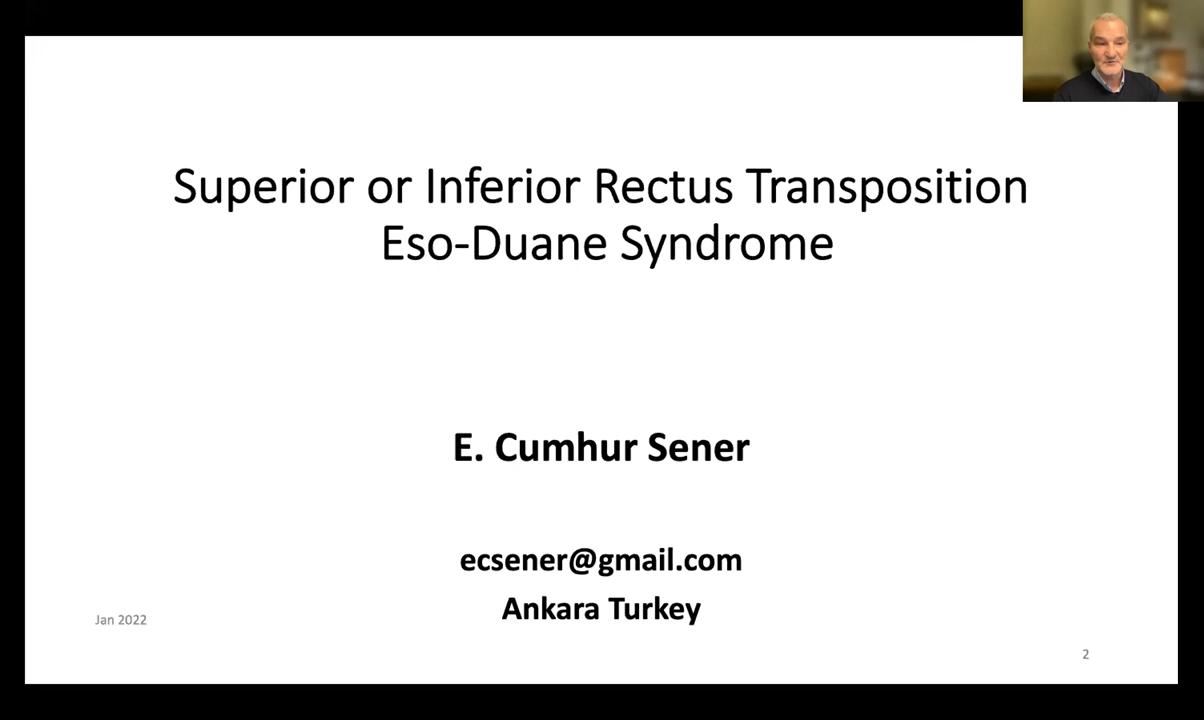 Superior or Inferior Rectus Transposition
Eso-Duane Syndrome
E. Cumhur Sener
ecsener@gmail.com
Ankara Turkey
Jan 2022
2